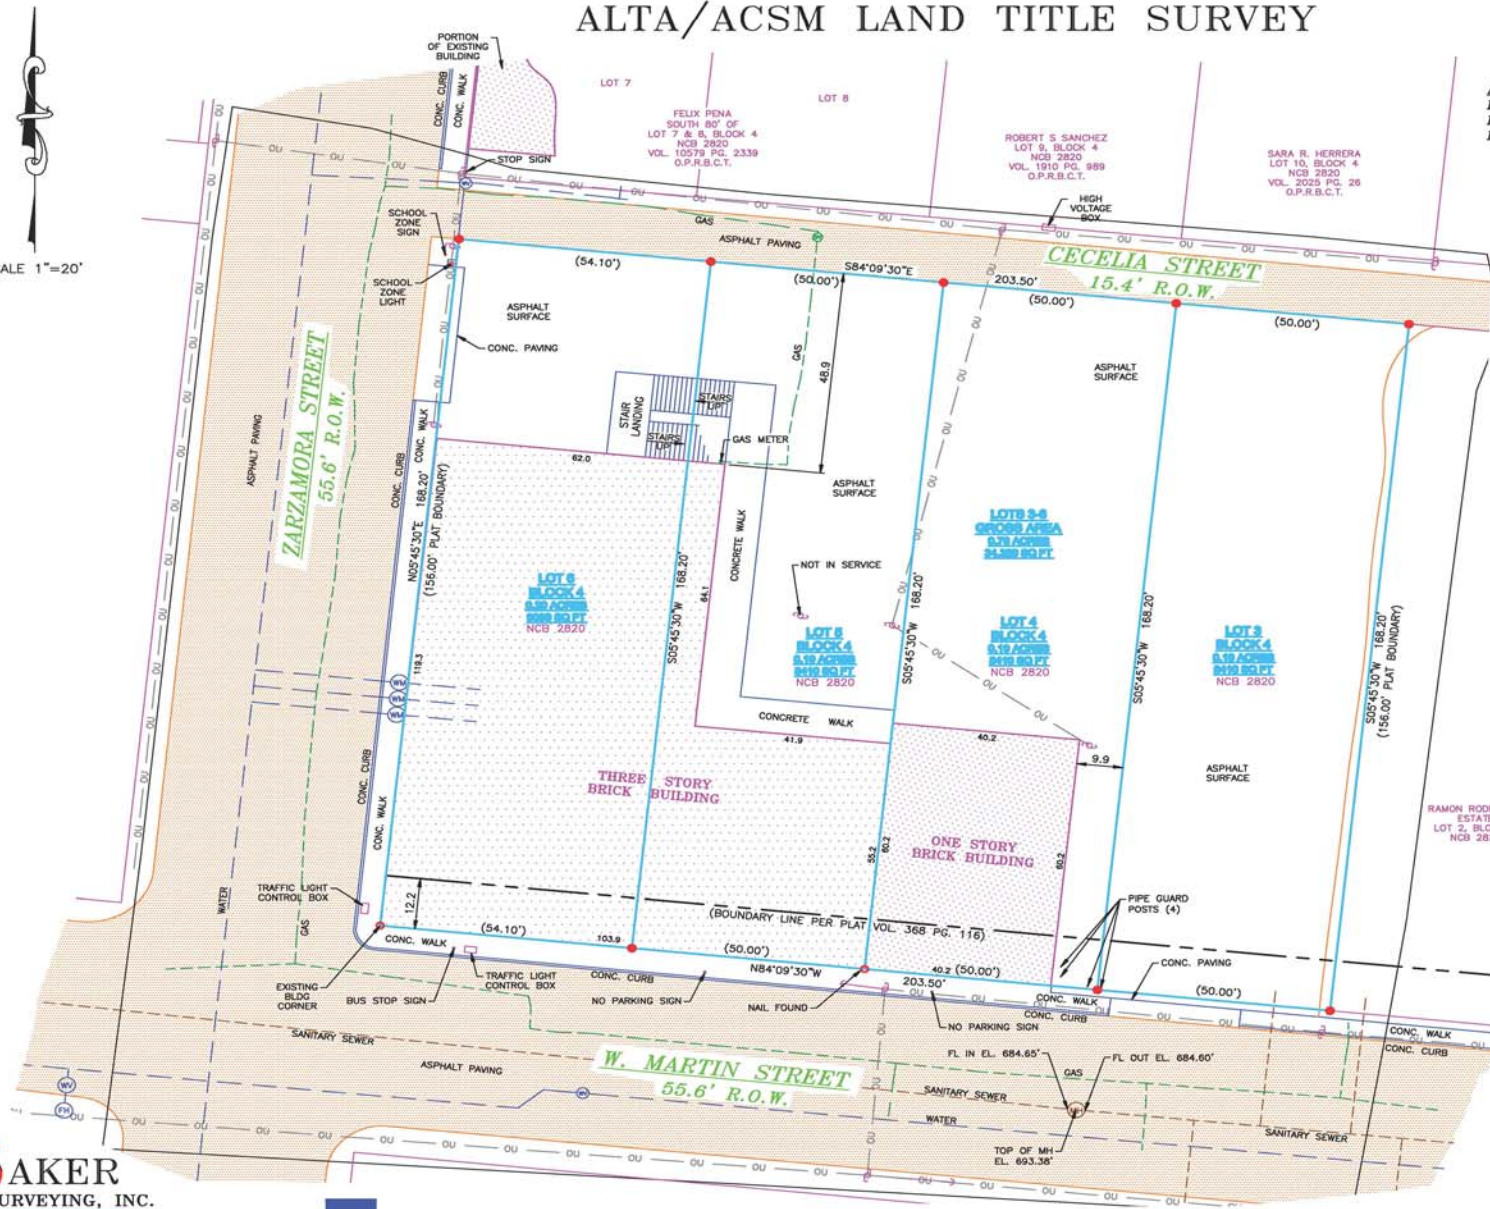 ALTA/ACSM LAND TITLE SURVEY
ALE 1"=20'
PORTION
OF EXISTING
BUILDING
CONC. CURB
CONC. WALK
LOT 7
LOT 8
FELIX PENA
SOUTH 80' OF
LOT 7 & 8, BLOCK 4
NCB 2820
VOL. 10579 PG. 2339
O.P.R.B.C.T.
ROBERT S SANCHEZ
LOT 9, BLOCK 4
NCB 2820
VOL. 1910 PG. 989
O.P.R.B.C.T.
SARA R. HERRERA
LOT 10, BLOCK 4
NCB 2820
VOL. 2025 PG. 26
O.P.R.B.C.T.
STOP SIGN
HIGH
VOLTAGE
BOX
SCHOOL
ZONE
SIGN
GAS
ASPHALT PAVING
CECELIA STREET
15.4' R.O.W.
(54.10')
(50.00')
S84°09'30"E
203.50'
(50.00')
(50.00')
SCHOOL
ZONE
LIGHT
ASPHALT
SURFACE
CONC. PAVING
GAS
48.9
ASPHALT
SURFACE
STAIR
LANDING
STAIRS
UP
STAIRS
UP
GAS METER
ZARZAMORA STREET
55.6' R.O.W.
ASPHALT PAVING
CONC. WALK
CONC. CURB
N05°45'30"E 168.20'
(156.00' PLAT BOUNDARY)
62.0
ASPHALT
SURFACE
CONCRETE WALK
64.1
S05°45'30"W 168.20'
NOT IN SERVICE
LOTS 3-6
GROSS AREA
LOT 6
BLOCK 4
NCB 2820
LOT 5
BLOCK 4
NCB 2820
S05°45'30"W 168.20'
LOT 4
BLOCK 4
NCB 2820
S05°45'30"W 168.20'
LOT 3
BLOCK 4
NCB 2820
S05°45'30"W 168.20'
(156.00' PLAT BOUNDARY)
119.3
WM
WM
WM
CONCRETE WALK
41.9
40.2
9.9
ASPHALT
SURFACE
THREE STORY
BRICK BUILDING
ONE STORY
BRICK BUILDING
55.2
60.2
60.2
CONC. CURB
CONC. WALK
RAMON ROD
ESTAT
LOT 2, BLO
NCB 28
TRAFFIC LIGHT
CONTROL BOX
WATER
GAS
12.2
(BOUNDARY LINE PER PLAT VOL. 368 PG. 116)
PIPE GUARD
POSTS (4)
(54.10')
103.9
(50.00')
N84°09'30"W
40.2
(50.00')
203.50'
(50.00')
CONC. WALK
CONC. PAVING
EXISTING
BLDG
CORNER
BUS STOP SIGN
TRAFFIC LIGHT
CONTROL BOX
CONC. CURB
NO PARKING SIGN
NAIL FOUND
CONC. WALK
CONC. CURB
NO PARKING SIGN
CONC. WALK
CONC. CURB
SANITARY SEWER
ASPHALT PAVING
W. MARTIN STREET
55.6' R.O.W.
FL IN EL. 684.65'
FL OUT EL. 684.60'
GAS
SANITARY SEWER
WATER
MH
SANITARY SEWER
TOP OF MH
EL. 693.38'
WV
FH
AKER
URVEYING, INC.